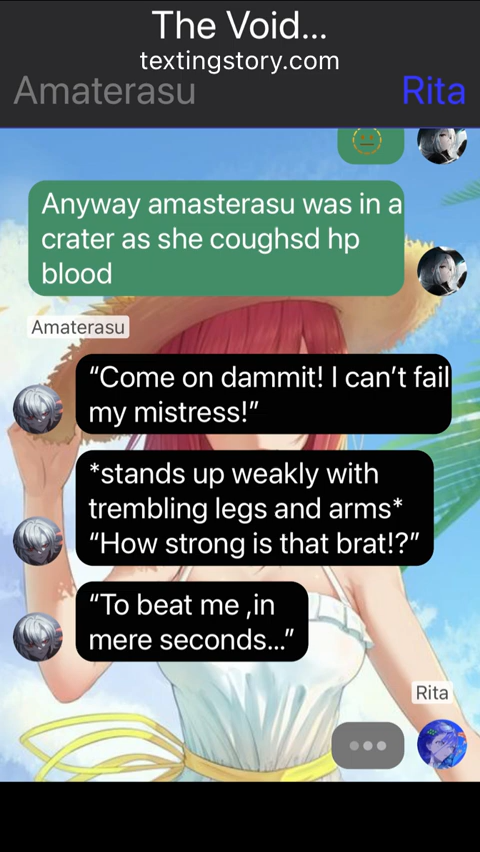 The Void...
textingstory.com
Amaterasu
Rita
Anyway amasterasu was in a
crater as she coughsd hp
blood
Amaterasu
“Come on dammit! I can’t fail
my mistress!”
*stands up weakly with
trembling legs and arms*
“How strong is that brat!?”
“To beat me ,in
mere seconds...”
Rita